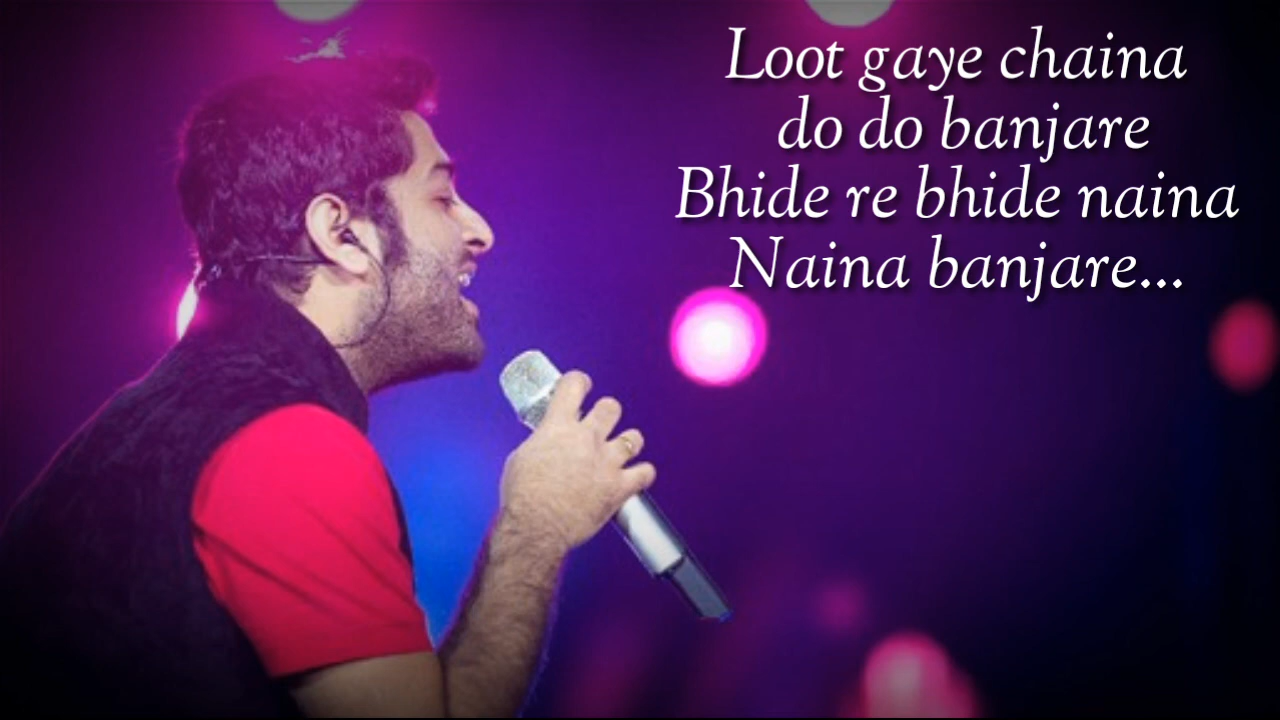 Loot gaye chaina
do do banjare
Bhide re bhide naina
Naina banjare...